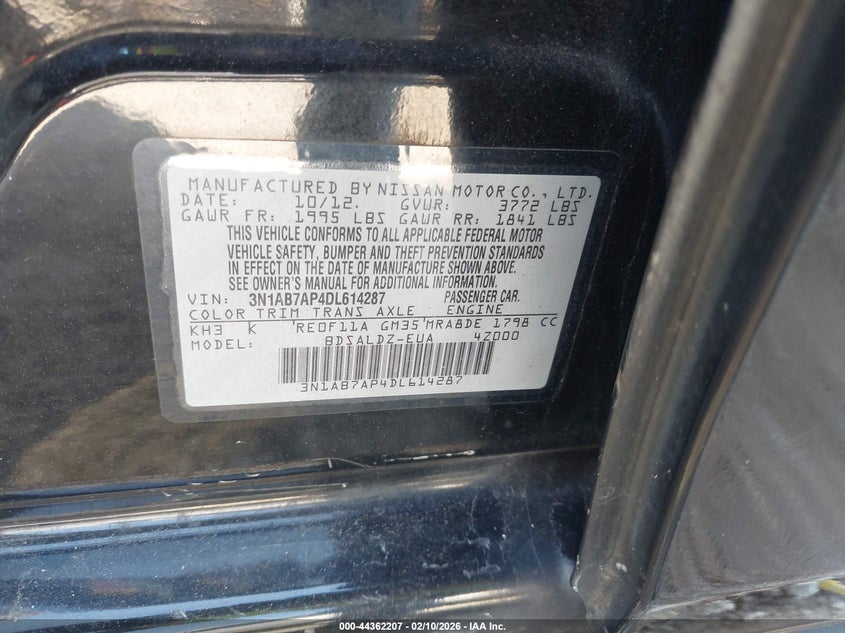 MANUFACTURED BY NISSAN MOTOR CO., LTD.
DATE: 10/12. GVWR: 3772 LBS
GAWR FR: 1995 LBS GAWR RR: 1841 LBS
THIS VEHICLE CONFORMS TO ALL APPLICABLE FEDERAL MOTOR
VEHICLE SAFETY, BUMPER AND THEFT PREVENTION STANDARDS
IN EFFECT ON THE DATE OF MANUFACTURE SHOWN ABOVE.
SEE OWNER'S MANUAL FOR ADDITIONAL INFORMATION.
VIN: 3N1AB7AP4DL614287 PASSENGER CAR.
COLOR TRIM TRANS AXLE ENGINE
KH3 K RE0F11A GM35 MRA8DE 1798 CC
MODEL: BDSALDZ-EUA 4Z000
3N1AB7AP4DL614287
000-44362207 - 02/10/2026 - IAA Inc.